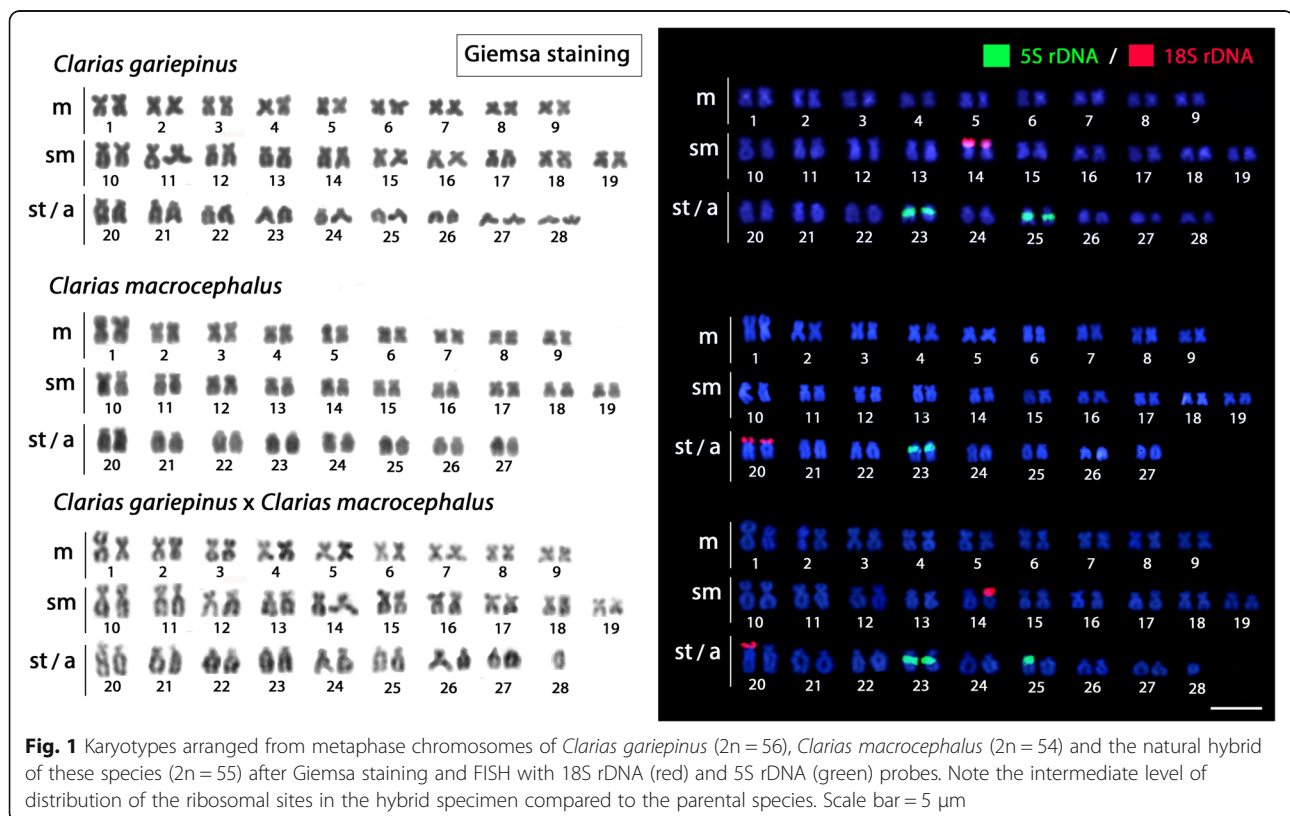 Giemsa staining
Clarias gariepinus
m
1 2 3 4 5 6 7 8 9
sm
10 11 12 13 14 15 16 17 18 19
st / a
20 21 22 23 24 25 26 27 28
Clarias macrocephalus
m
1 2 3 4 5 6 7 8 9
sm
10 11 12 13 14 15 16 17 18 19
st / a
20 21 22 23 24 25 26 27
Clarias gariepinus x Clarias macrocephalus
m
1 2 3 4 5 6 7 8 9
sm
10 11 12 13 14 15 16 17 18 19
st / a
20 21 22 23 24 25 26 27 28
5S rDNA / 18S rDNA
m
1 2 3 4 5 6 7 8 9
sm
10 11 12 13 14 15 16 17 18 19
st / a
20 21 22 23 24 25 26 27 28
m
1 2 3 4 5 6 7 8 9
sm
10 11 12 13 14 15 16 17 18 19
st / a
20 21 22 23 24 25 26 27
m
1 2 3 4 5 6 7 8 9
sm
10 11 12 13 14 15 16 17 18 19
st / a
20 21 22 23 24 25 26 27 28
Fig. 1 Karyotypes arranged from metaphase chromosomes of Clarias gariepinus (2n = 56), Clarias macrocephalus (2n = 54) and the natural hybrid
of these species (2n = 55) after Giemsa staining and FISH with 18S rDNA (red) and 5S rDNA (green) probes. Note the intermediate level of
distribution of the ribosomal sites in the hybrid specimen compared to the parental species. Scale bar = 5 μm